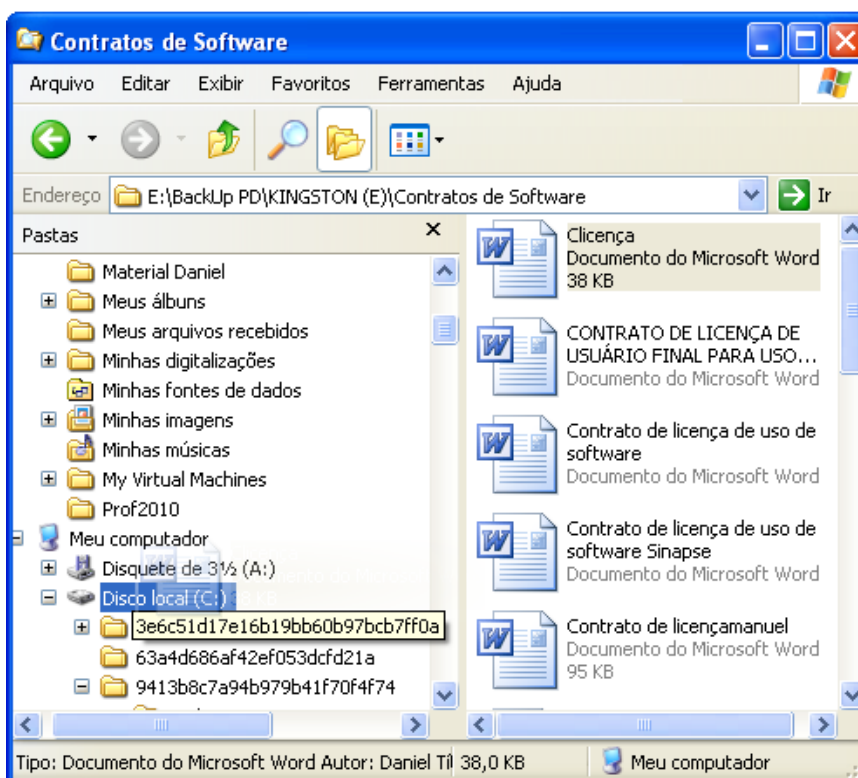 Contratos de Software
Arquivo Editar Exibir Favoritos Ferramentas Ajuda
Endereço E:\BackUp PD\KINGSTON (E)\Contratos de Software Ir
Pastas
Material Daniel
Meus álbuns
Meus arquivos recebidos
Minhas digitalizações
Minhas fontes de dados
Minhas imagens
Minhas músicas
My Virtual Machines
Prof2010
Meu computador
Disquete de 3½ (A:)
Disco local (C:)
3e6c51d17e16b19bb60b97bcb7ff0a
63a4d686af42ef053dcfd21a
9413b8c7a94b979b41f70f4f74
Clicença
Documento do Microsoft Word
38 KB
CONTRATO DE LICENÇA DE
USUÁRIO FINAL PARA USO...
Documento do Microsoft Word
Contrato de licença de uso de
software
Documento do Microsoft Word
Contrato de licença de uso de
software Sinapse
Documento do Microsoft Word
Contrato de licençamanuel
Documento do Microsoft Word
95 KB
Tipo: Documento do Microsoft Word Autor: Daniel 38,0 KB Meu computador